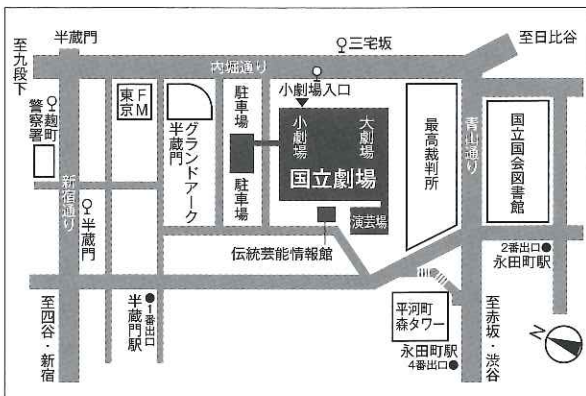 半蔵門
三宅坂
至日比谷
至九段下
内堀通り
小劇場入口
麹町警察署
FM東京
グランドアーク半蔵門
駐車場
駐車場
小劇場
大劇場
国立劇場
演芸場
伝統芸能情報館
最高裁判所
青山通り
国立国会図書館
新宿通り
半蔵門
2番出口
永田町駅
至四谷・新宿
1番出口
半蔵門駅
平河町
森タワー
永田町駅
4番出口
至赤坂・渋谷
N